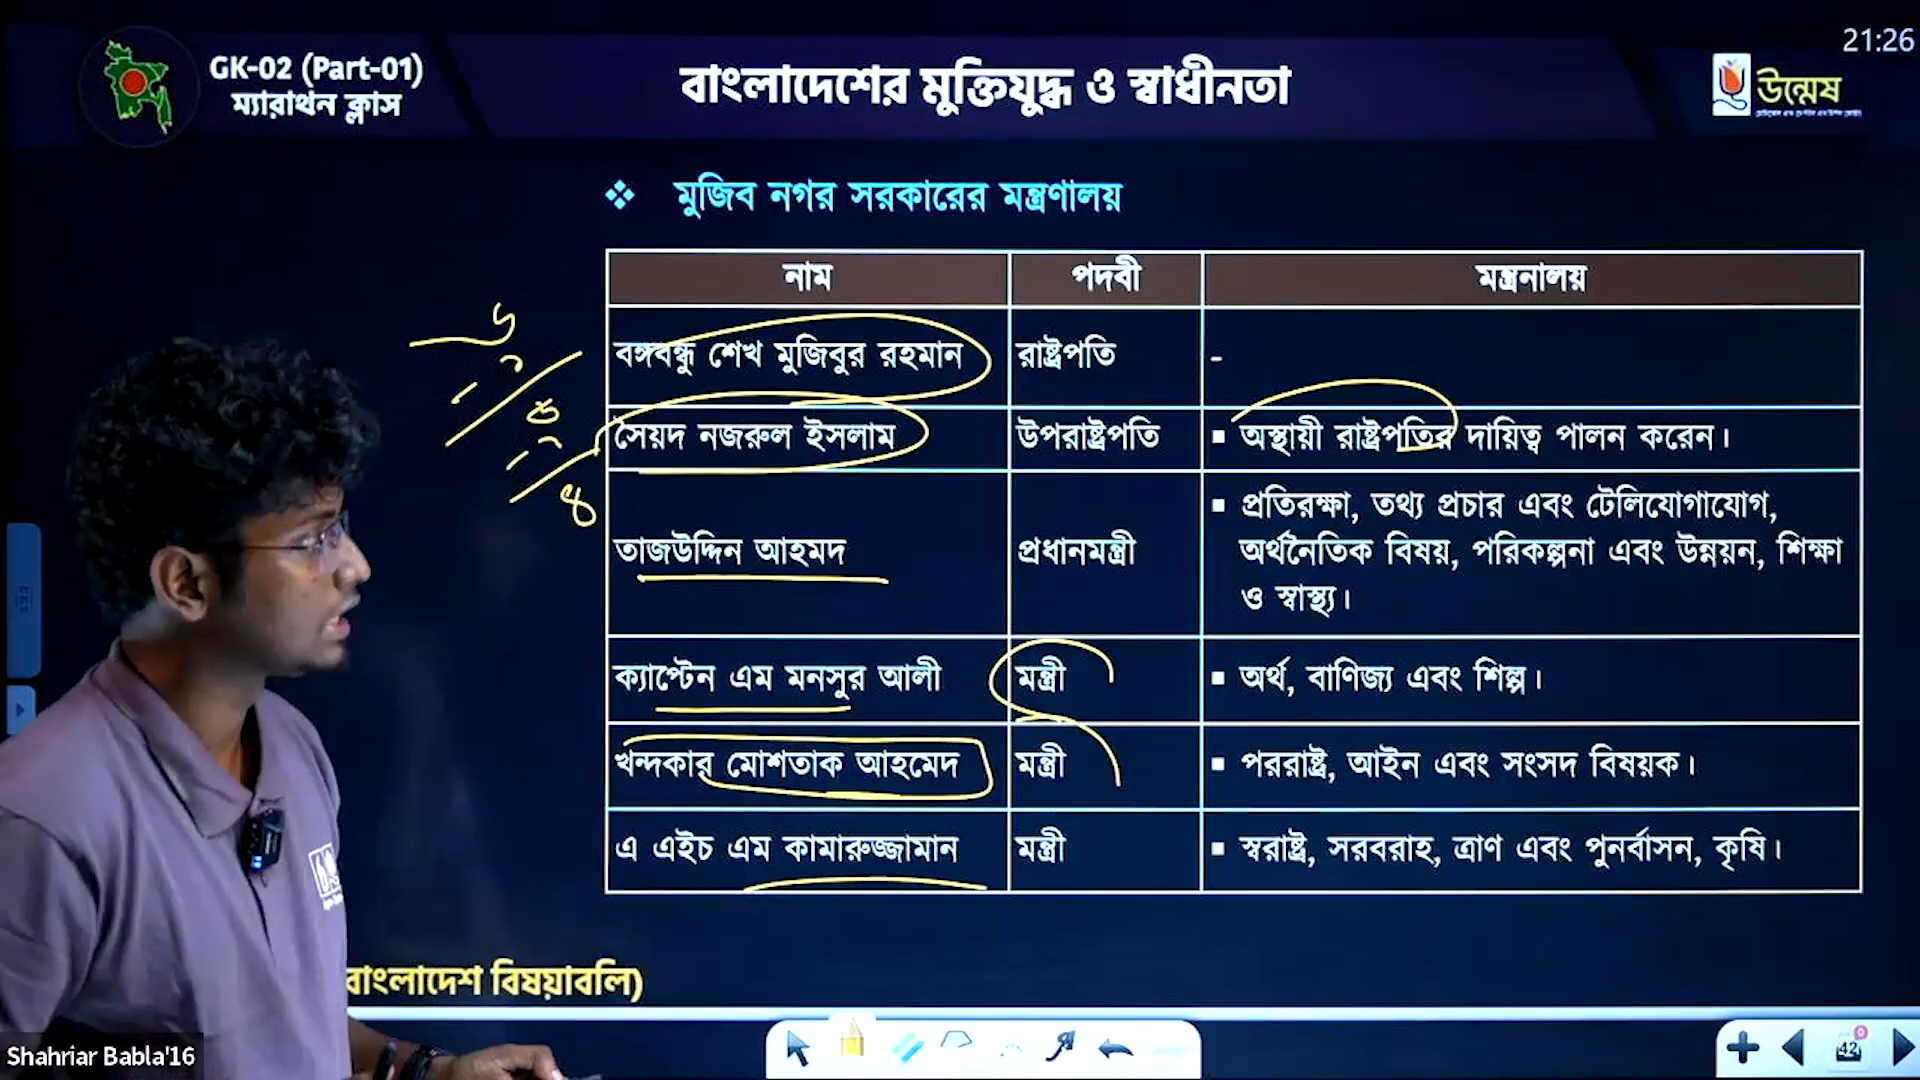 21:26
GK-02 (Part-01)
ম্যারাথন ক্লাস
বাংলাদেশের মুক্তিযুদ্ধ ও স্বাধীনতা
উন্মেষ
❖ মুজিব নগর সরকারের মন্ত্রণালয়
নাম পদবী মন্ত্রনালয়
বঙ্গবন্ধু শেখ মুজিবুর রহমান রাষ্ট্রপতি -
সৈয়দ নজরুল ইসলাম উপরাষ্ট্রপতি ▪ অস্থায়ী রাষ্ট্রপতির দায়িত্ব পালন করেন।
তাজউদ্দিন আহমদ প্রধানমন্ত্রী ▪ প্রতিরক্ষা, তথ্য প্রচার এবং টেলিযোগাযোগ,
অর্থনৈতিক বিষয়, পরিকল্পনা এবং উন্নয়ন, শিক্ষা
ও স্বাস্থ্য।
ক্যাপ্টেন এম মনসুর আলী মন্ত্রী ▪ অর্থ, বাণিজ্য এবং শিল্প।
খন্দকার মোশতাক আহমেদ মন্ত্রী ▪ পররাষ্ট্র, আইন এবং সংসদ বিষয়ক।
এ এইচ এম কামারুজ্জামান মন্ত্রী ▪ স্বরাষ্ট্র, সরবরাহ, ত্রাণ এবং পুনর্বাসন, কৃষি।
বাংলাদেশ বিষয়াবলি)
Shahriar Babla'16
42